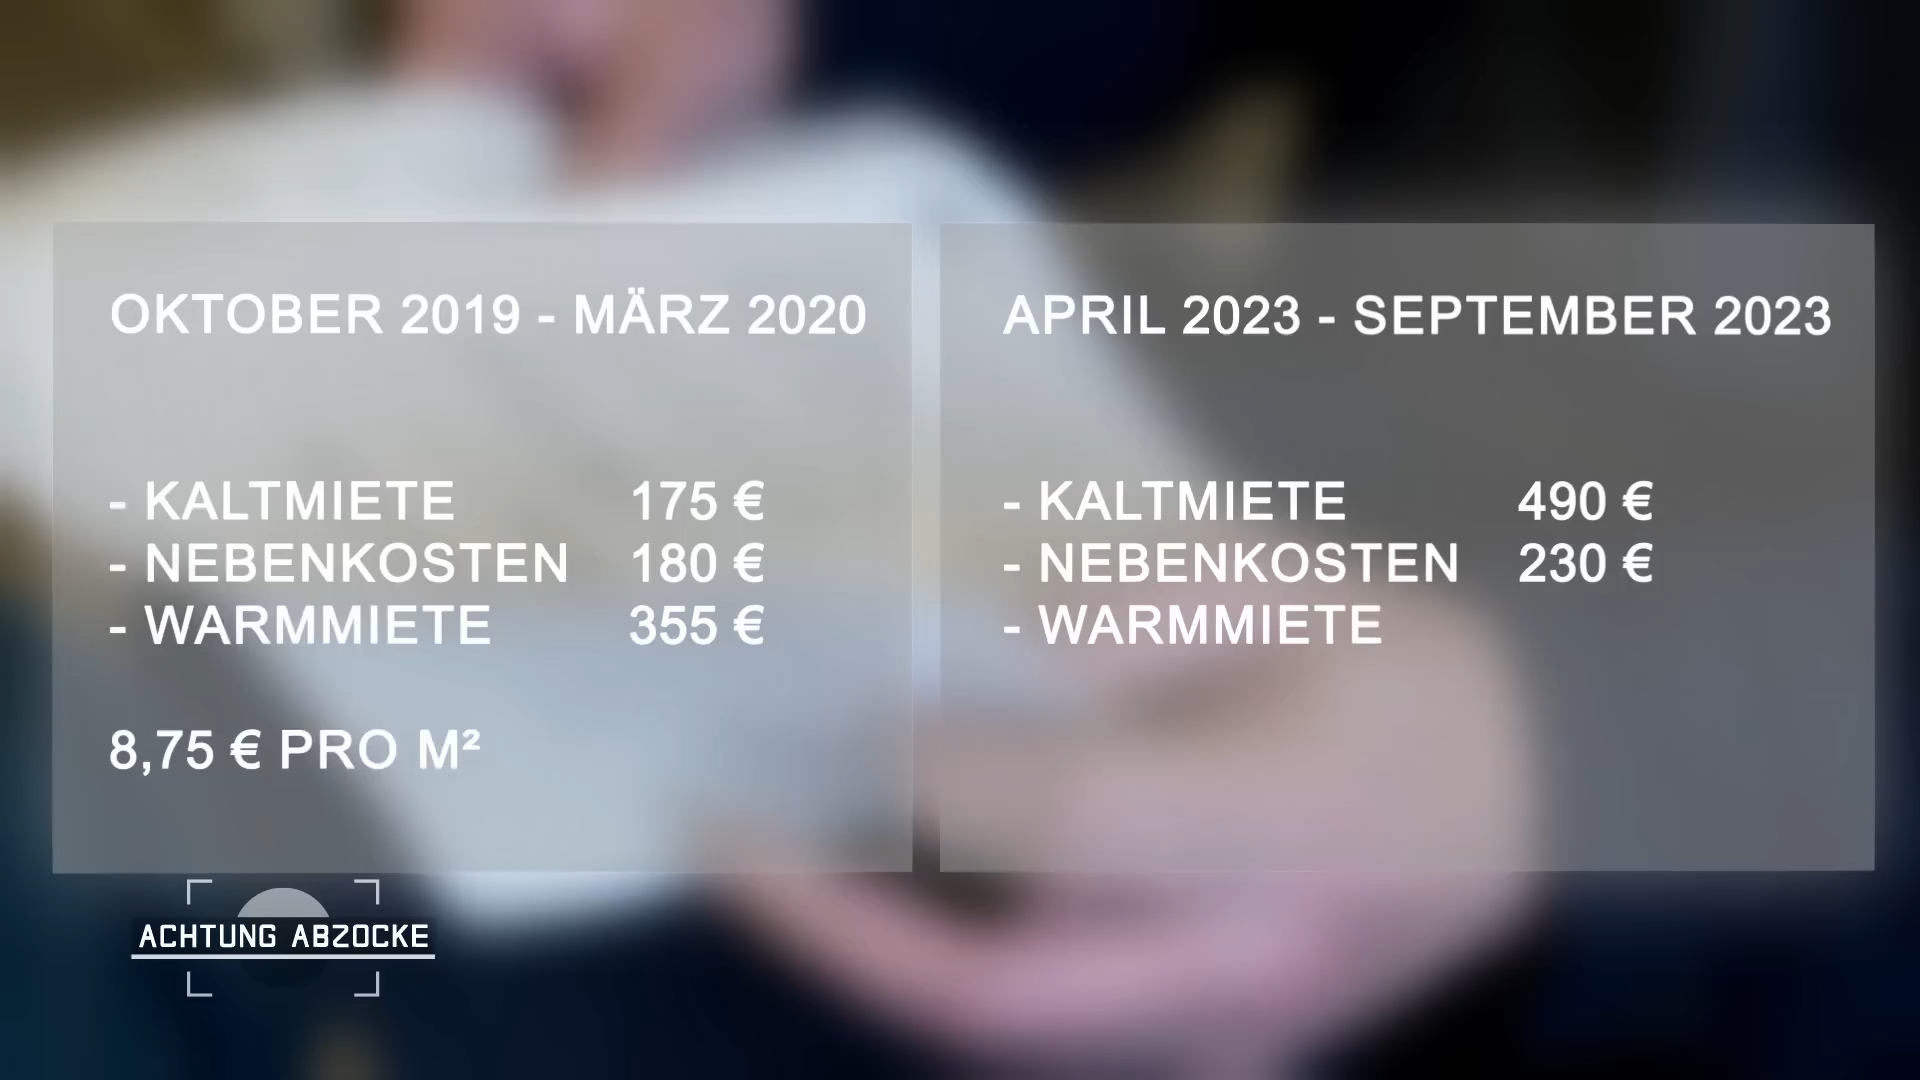 OKTOBER 2019 - MÄRZ 2020
- KALTMIETE 175 €
- NEBENKOSTEN 180 €
- WARMMIETE 355 €
8,75 € PRO M²
APRIL 2023 - SEPTEMBER 2023
- KALTMIETE 490 €
- NEBENKOSTEN 230 €
- WARMMIETE
ACHTUNG ABZOCKE